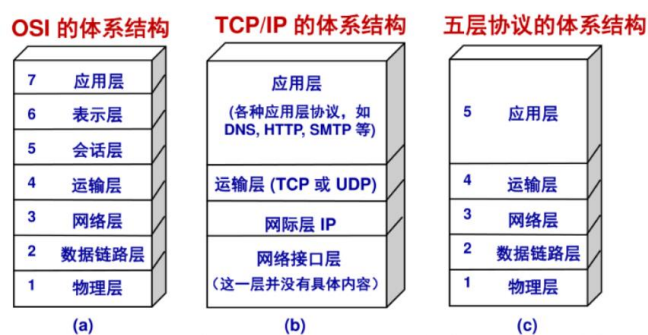 OSI 的体系结构
7 应用层
6 表示层
5 会话层
4 运输层
3 网络层
2 数据链路层
1 物理层
(a)
TCP/IP 的体系结构
应用层
(各种应用层协议，如
DNS, HTTP, SMTP 等)
运输层 (TCP 或 UDP)
网际层 IP
网络接口层
（这一层并没有具体内容）
(b)
五层协议的体系结构
5 应用层
4 运输层
3 网络层
2 数据链路层
1 物理层
(c)